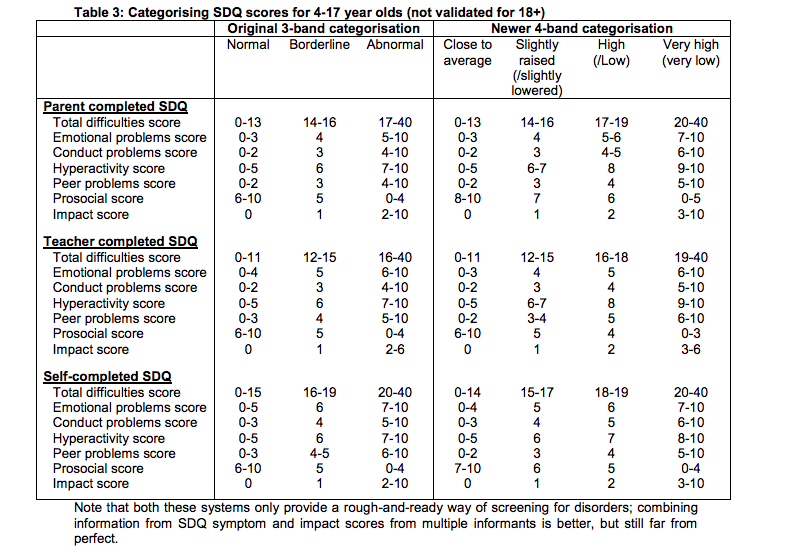 Table 3: Categorising SDQ scores for 4-17 year olds (not validated for 18+)
Original 3-band categorisation Newer 4-band categorisation
Normal Borderline Abnormal Close to average Slightly raised (/slightly lowered) High (/Low) Very high (very low)
Parent completed SDQ
Total difficulties score 0-13 14-16 17-40 0-13 14-16 17-19 20-40
Emotional problems score 0-3 4 5-10 0-3 4 5-6 7-10
Conduct problems score 0-2 3 4-10 0-2 3 4-5 6-10
Hyperactivity score 0-5 6 7-10 0-5 6-7 8 9-10
Peer problems score 0-2 3 4-10 0-2 3 4 5-10
Prosocial score 6-10 5 0-4 8-10 7 6 0-5
Impact score 0 1 2-10 0 1 2 3-10
Teacher completed SDQ
Total difficulties score 0-11 12-15 16-40 0-11 12-15 16-18 19-40
Emotional problems score 0-4 5 6-10 0-3 4 5 6-10
Conduct problems score 0-2 3 4-10 0-2 3 4 5-10
Hyperactivity score 0-5 6 7-10 0-5 6-7 8 9-10
Peer problems score 0-3 4 5-10 0-2 3-4 5 6-10
Prosocial score 6-10 5 0-4 6-10 5 4 0-3
Impact score 0 1 2-6 0 1 2 3-6
Self-completed SDQ
Total difficulties score 0-15 16-19 20-40 0-14 15-17 18-19 20-40
Emotional problems score 0-5 6 7-10 0-4 5 6 7-10
Conduct problems score 0-3 4 5-10 0-3 4 5 6-10
Hyperactivity score 0-5 6 7-10 0-5 6 7 8-10
Peer problems score 0-3 4-5 6-10 0-2 3 4 5-10
Prosocial score 6-10 5 0-4 7-10 6 5 0-4
Impact score 0 1 2-10 0 1 2 3-10
Note that both these systems only provide a rough-and-ready way of screening for disorders; combining
information from SDQ symptom and impact scores from multiple informants is better, but still far from
perfect.